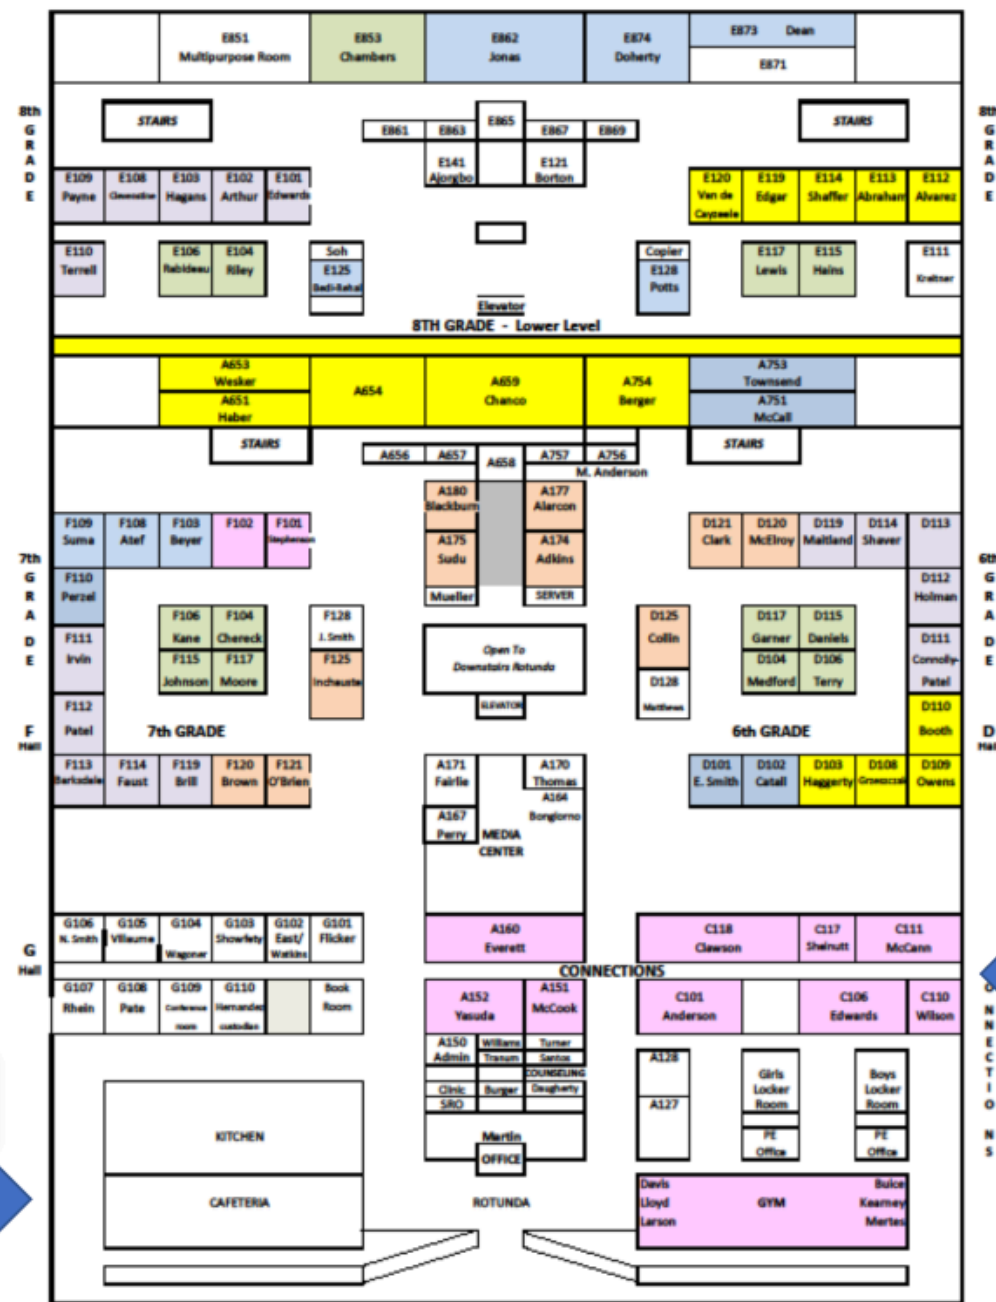 E851
Multipurpose Room
E853
Chambers
E862
Jonas
E874
Doherty
E873 Dean
E871
8th
GRADE
STAIRS
E861
E863
E865
E867
E869
STAIRS
8th
GRADE
E141
Ajorgbo
E121
Borton
E109
Payne
E108
E103
Hagans
E102
Arthur
E101
Edwards
E120
Van de
Cayzeele
E119
Edgar
E114
Shaffer
E113
Abraham
E112
Alvarez
E110
Terrell
E106
Rabideau
E104
Riley
Soh
E125
Bedi-Rehal
Copier
E128
Potts
E117
Lewis
E115
Hains
E111
Kreitner
Elevator
8TH GRADE - Lower Level
A653
Wesker
A651
Haber
A654
A659
Chanco
A754
Berger
A753
Townsend
A751
McCall
STAIRS
A656
A657
A658
A757
A756
M. Anderson
STAIRS
A180
Blackburn
A177
Alarcon
A175
Sudu
A174
Adkins
Mueller
SERVER
F109
Suma
F108
Atef
F103
Beyer
F102
F101
Stephenson
D121
Clark
D120
McElroy
D119
Maitland
D114
Shaver
D113
7th
GRADE
6th
GRADE
F110
Perzel
D112
Holman
F106
Kane
F104
Chereck
F128
J. Smith
D125
Collin
D117
Garner
D115
Daniels
F111
Irvin
F115
Johnson
F117
Moore
F125
Inchauste
Open To
Downstairs Rotunda
D128
Matthews
D104
Medford
D106
Terry
D111
Connolly-
Patel
ELEVATOR
F112
Patel
D110
Booth
F
Hall
7th GRADE
6th GRADE
D
Hall
F113
Barksdale
F114
Faust
F119
Brill
F120
Brown
F121
O'Brien
A171
Fairlie
A170
Thomas
A164
Bongiorno
A167
Perry
MEDIA
CENTER
D101
E. Smith
D102
Catall
D103
Haggerty
D108
D109
Owens
G106
N. Smith
G105
Villaume
G104
Wagoner
G103
Showfety
G102
East/
Watkins
G101
Flicker
A160
Everett
C118
Clawson
C117
Shelnutt
C111
McCann
G
Hall
CONNECTIONS
G107
Rhein
G108
Pate
G109
Conference
room
G110
Hernandez
custodian
Book
Room
A152
Yasuda
A151
McCook
C101
Anderson
C106
Edwards
C110
Wilson
ONNECTIONS
A150
Admin
Williams
Tranum
Turner
Santos
COUNSELING
Clinic
Burger
Daugherty
SRO
Martin
OFFICE
A128
A127
Girls
Locker
Room
PE
Office
Boys
Locker
Room
PE
Office
KITCHEN
CAFETERIA
ROTUNDA
Davis
Lloyd
Larson
GYM
Buice
Kearney
Mertes